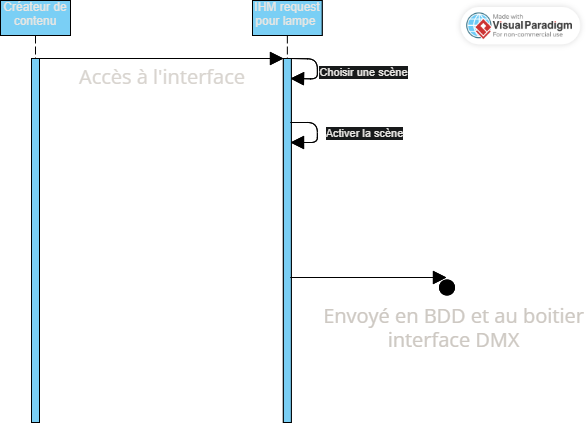 Créateur de
contenu
IHM request
pour lampe
Made with
Visual Paradigm
For non-commercial use
Accès à l'interface
Choisir une scène
Activer la scène
Envoyé en BDD et au boitier
interface DMX